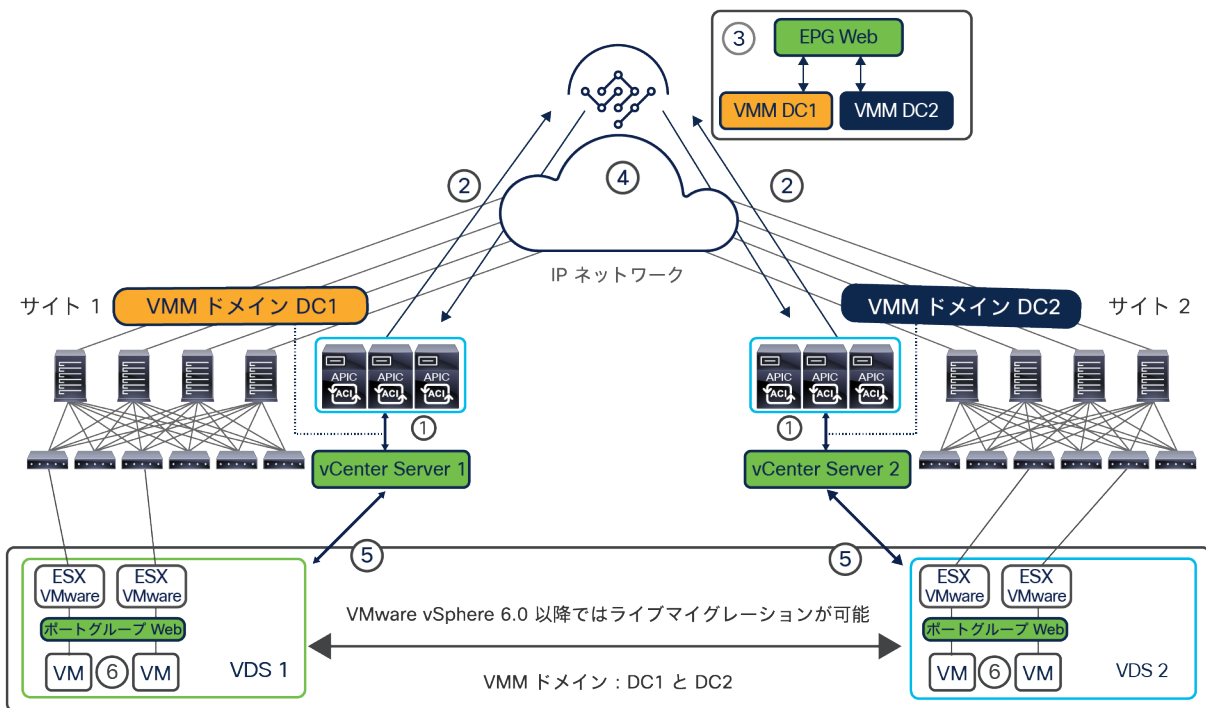 ③
EPG Web
VMM DC1
VMM DC2
②
④
②
IP ネットワーク
サイト 1
VMM ドメイン DC1
VMM ドメイン DC2
サイト 2
APIC
APIC
APIC
ACI
ACI
ACI
APIC
APIC
APIC
ACI
ACI
ACI
①
①
vCenter Server 1
vCenter Server 2
⑤
⑤
ESX
VMware
ESX
VMware
ポートグループ Web
VM
⑥
VM
VDS 1
VMware vSphere 6.0 以降ではライブマイグレーションが可能
VMM ドメイン : DC1 と DC2
ESX
VMware
ESX
VMware
ポートグループ Web
VM
⑥
VM
VDS 2